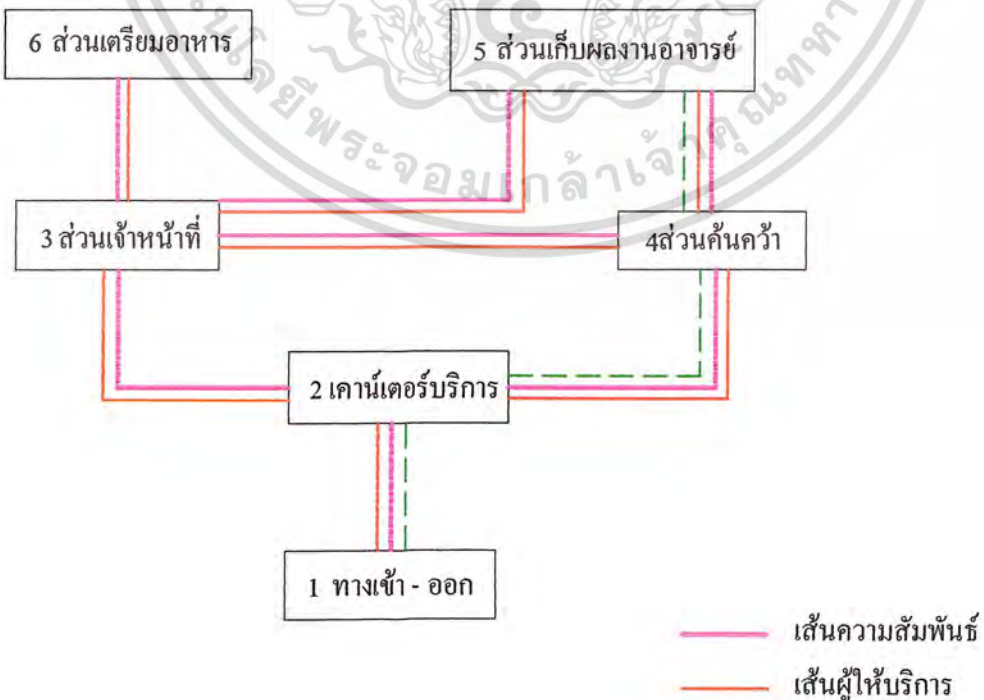 6 ส่วนเตรียมอาหาร
5 ส่วนเก็บผลงานอาจารย์
3 ส่วนเจ้าหน้าที่
4ส่วนค้นคว้า
2 เคาน์เตอร์บริการ
1 ทางเข้า - ออก
เส้นความสัมพันธ์
เส้นผู้ให้บริการ